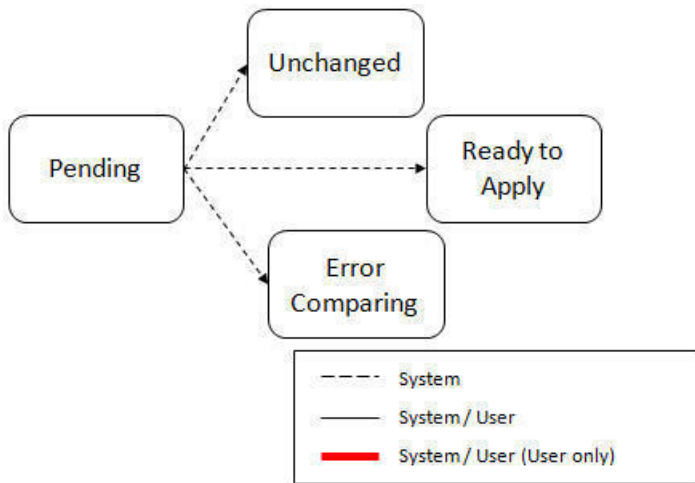 Unchanged
Pending
Ready to
Apply
Error
Comparing
System
System / User
System / User (User only)